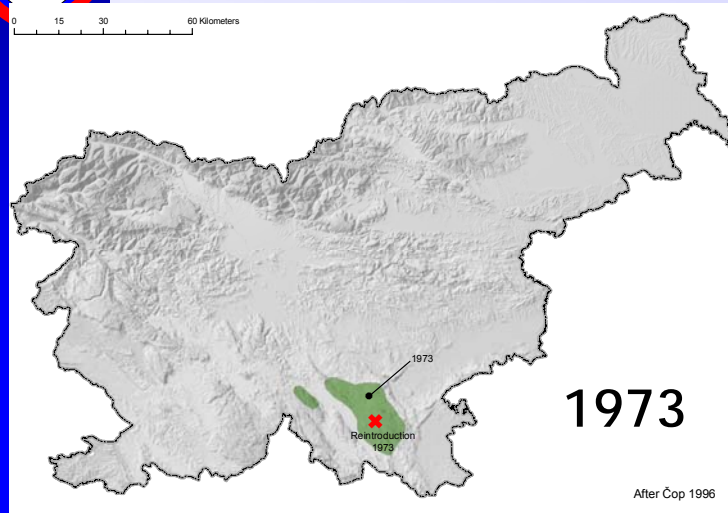 0 15 30 60 Kilometers
1973
Reintroduction
1973
1973
After Čop 1996